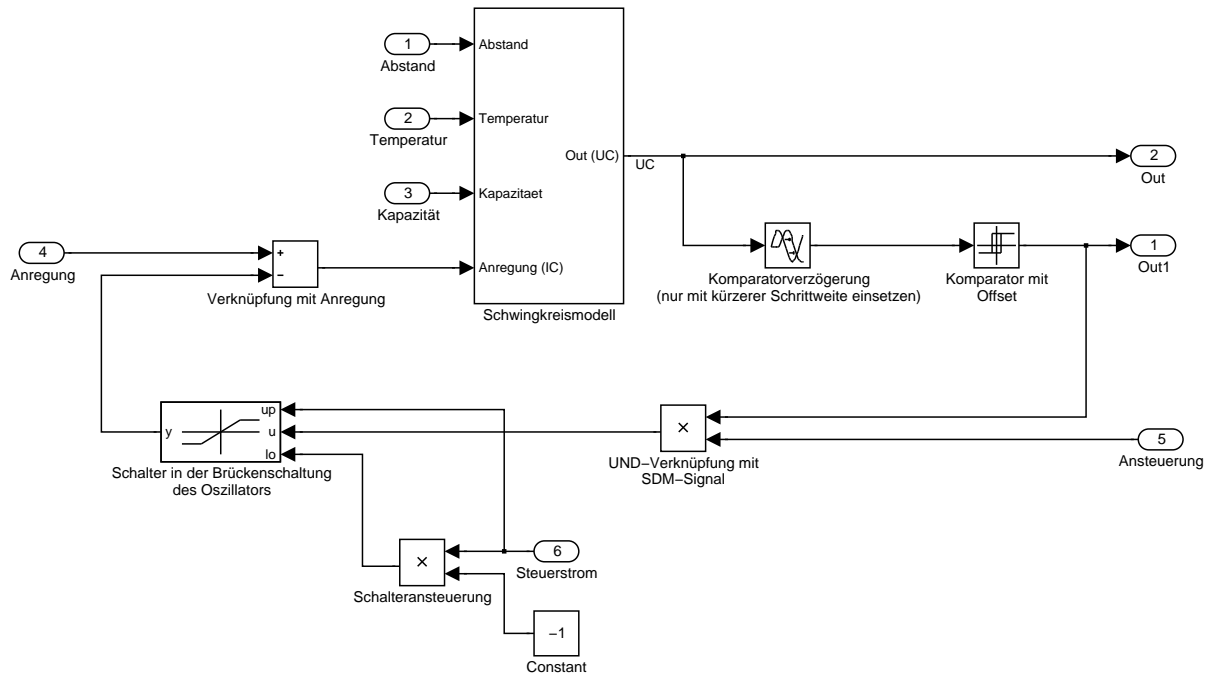 1
Abstand
Abstand
2
Temperatur
Temperatur
Out (UC)
UC
2
Out
3
Kapazität
Kapazitaet
4
Anregung
+
−
Verknüpfung mit Anregung
Anregung (IC)
Schwingkreismodell
Komparatorverzögerung
(nur mit kürzerer Schrittweite einsetzen)
Komparator mit
Offset
1
Out1
up
u
lo
y
Schalter in der Brückenschaltung
des Oszillators
×
UND−Verknüpfung mit
SDM−Signal
5
Ansteuerung
×
Schalteransteuerung
6
Steuerstrom
−1
Constant